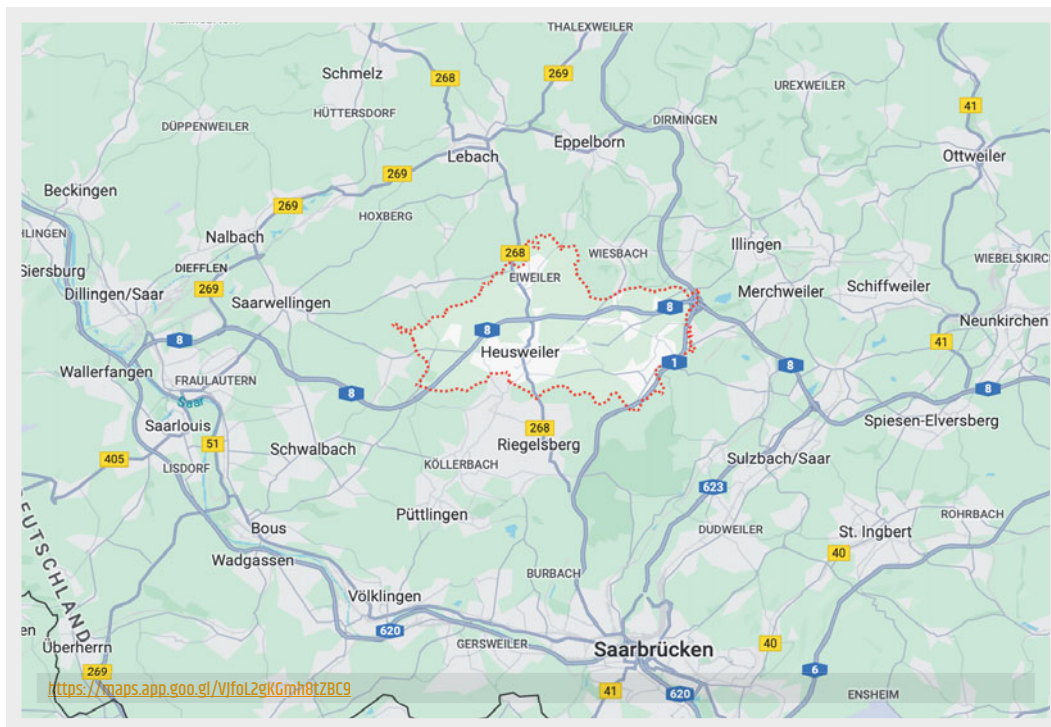 THALEXWEILER
Schmelz
268
269
UREXWEILER
HÜTTERSDORF
41
DÜPPENWEILER
DIRMINGEN
Eppelborn
Lebach
Ottweiler
269
Beckingen
269
HOXBERG
Nalbach
Illingen
268
WIESBACH
DIEFFLEN
EIWEILER
Siersburg
Dillingen/Saar
269
Saarwellingen
Merchweiler
Schiffweiler
8
8
Neunkirchen
8
41
Heusweiler
Wallerfangen
1
8
FRAULAUTERN
8
8
Saar
Saarlouis
Spiesen-Elversberg
268
51
Riegelsberg
Schwalbach
405
LISDORF
KÖLLERBACH
Sulzbach/Saar
623
Püttlingen
ROHRBACH
Bous
DUDWEILER
St. Ingbert
DEUTSCHLAND
Wadgassen
40
BURBACH
Völklingen
620
GERSWEILER
Saarbrücken
40
Überherrn
269
6
https://maps.app.goo.gl/VJfoL2gKGmh8tZBC9
41
620
ENSHEIM